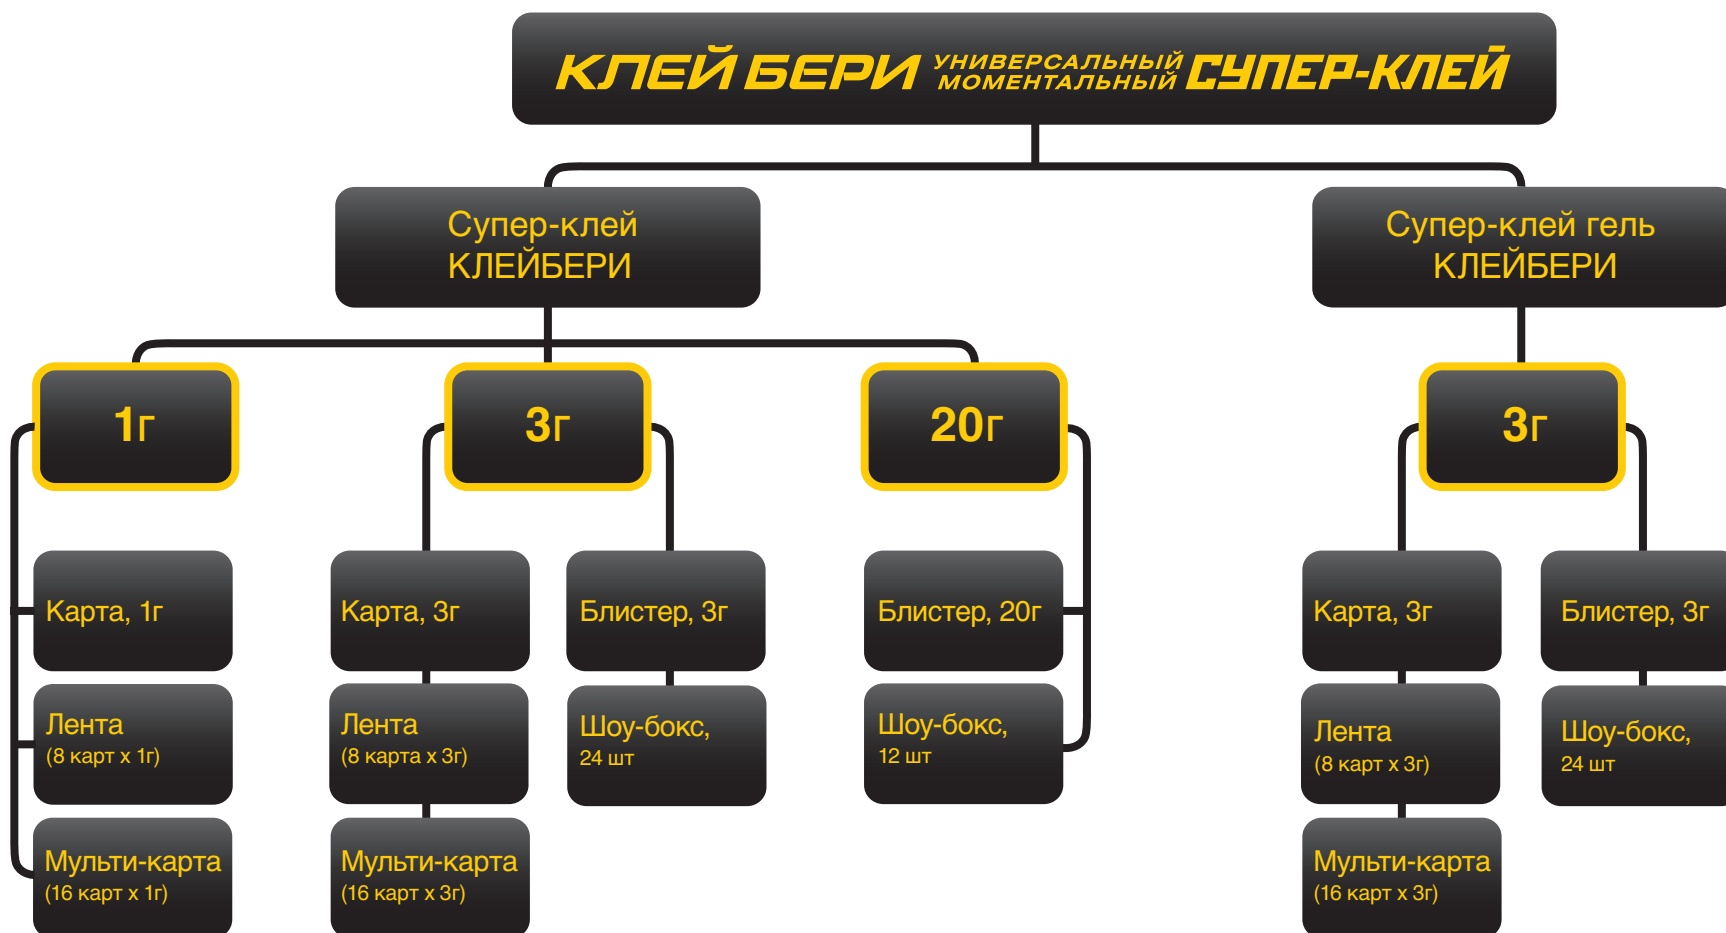 КЛЕЙ БЕРИ УНИВЕРСАЛЬНЫЙ МОМЕНТАЛЬНЫЙ СУПЕР-КЛЕЙ
Супер-клей
КЛЕЙБЕРИ
Супер-клей гель
КЛЕЙБЕРИ
1г
3г
20г
3г
Карта, 1г
Лента
(8 карт x 1г)
Мульти-карта
(16 карт x 1г)
Карта, 3г
Лента
(8 карта x 3г)
Мульти-карта
(16 карт x 3г)
Блистер, 3г
Шоу-бокс,
24 шт
Блистер, 20г
Шоу-бокс,
12 шт
Карта, 3г
Лента
(8 карт x 3г)
Мульти-карта
(16 карт x 3г)
Блистер, 3г
Шоу-бокс,
24 шт